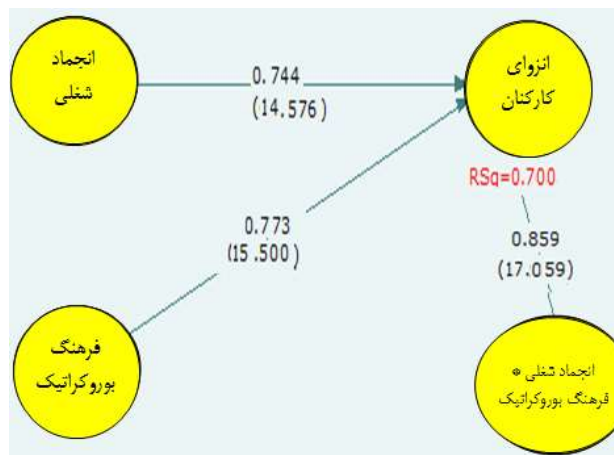 انجماد
شغلی
انزوای
کارکنان
0.744
(14.576)
RSq=0.700
0.773
(15.500)
0.859
(17.059)
فرهنگ
بوروکراتیک
انجماد شغلی *
فرهنگ بوروکراتیک